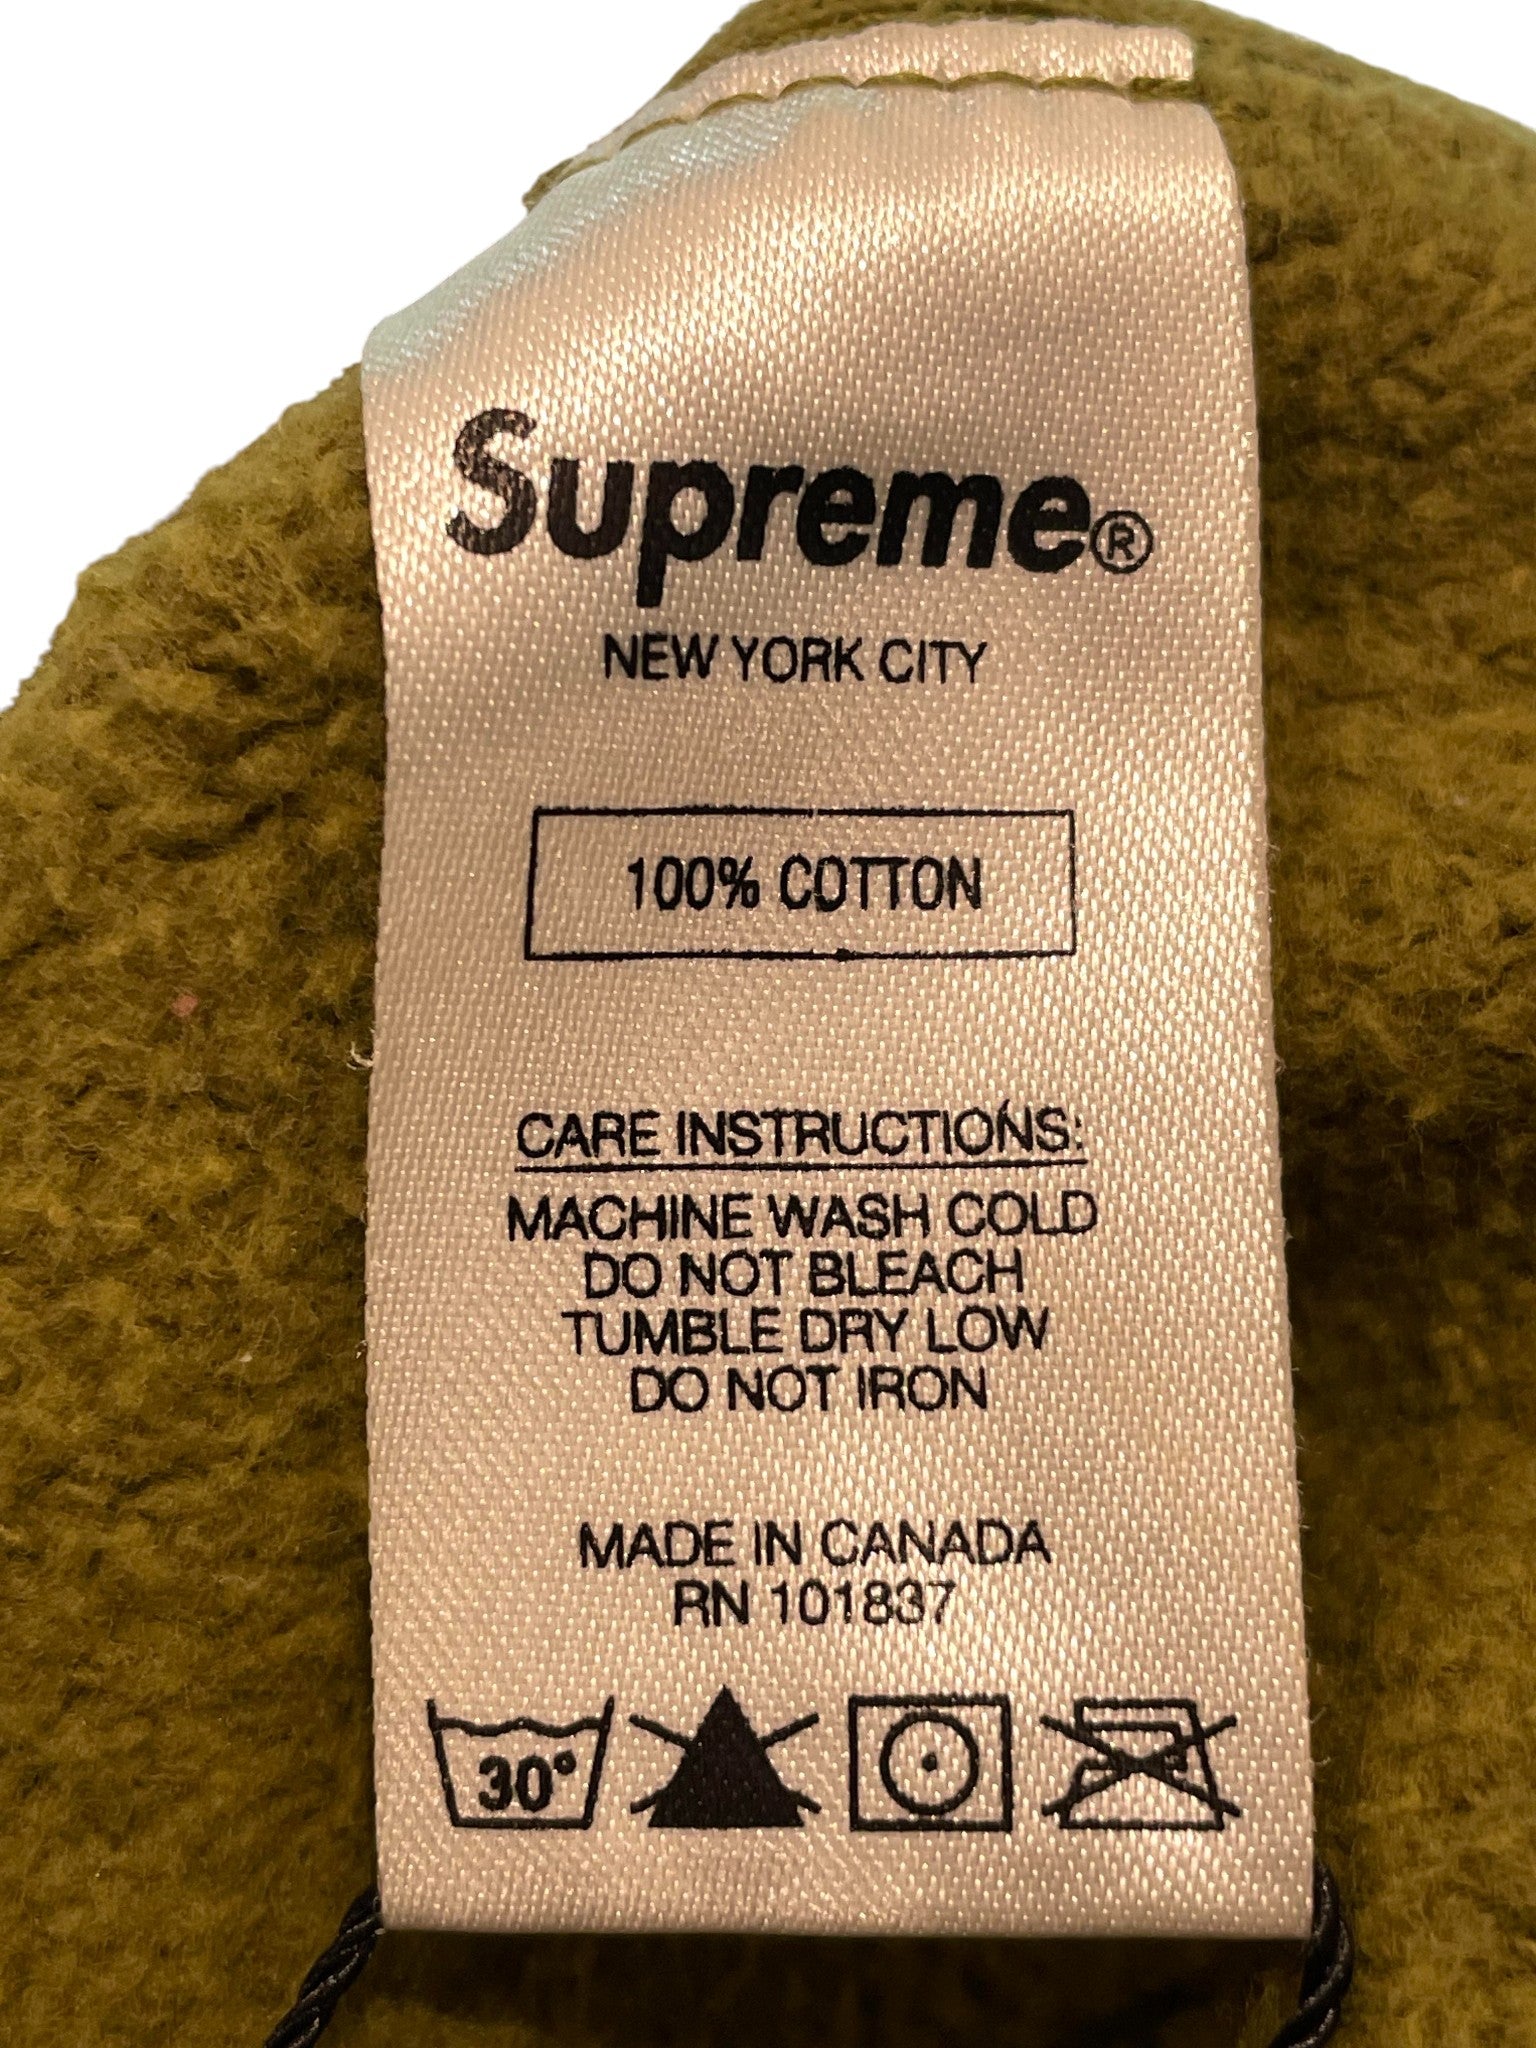 Supreme®
NEW YORK CITY
100% COTTON
CARE INSTRUCTIONS:
MACHINE WASH COLD
DO NOT BLEACH
TUMBLE DRY LOW
DO NOT IRON
MADE IN CANADA
RN 101837
30°